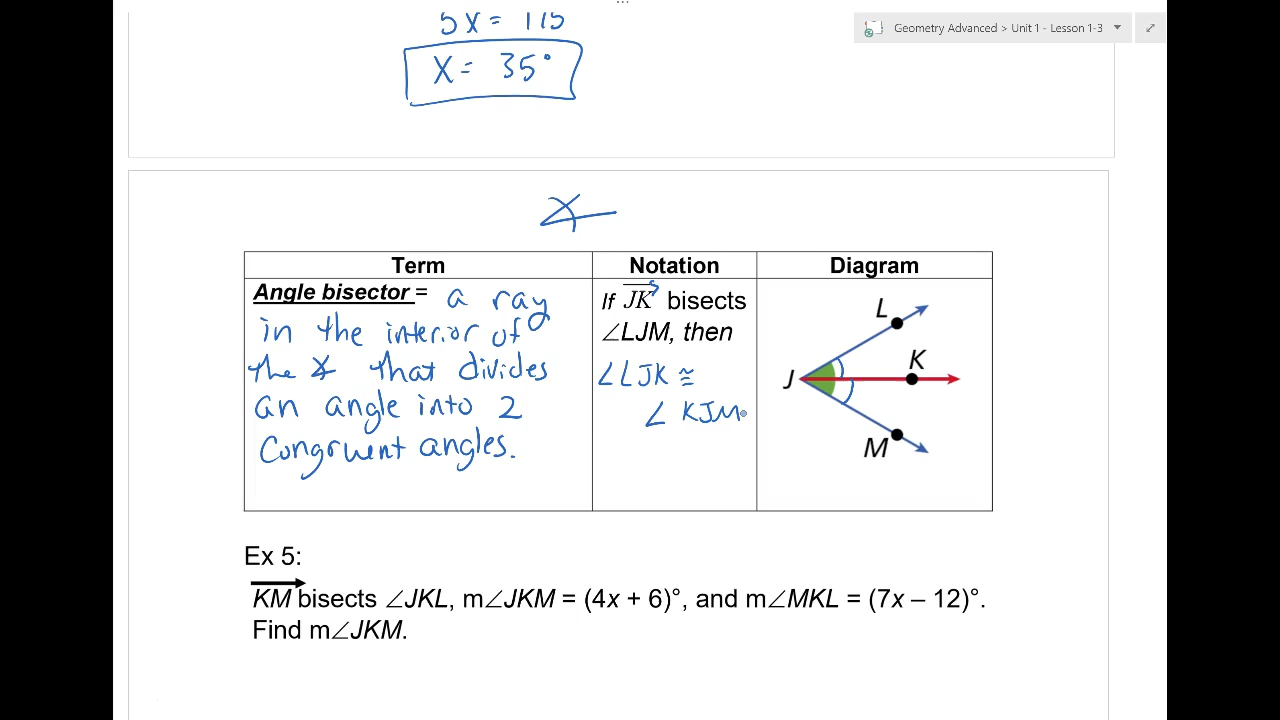 5x = 175
Geometry Advanced > Unit 1 - Lesson 1-3
x = 35°
∡
Term
Notation
Diagram
Angle bisector = a ray
in the interior of
the ∡ that divides
an angle into 2
congruent angles.
If JK bisects
∠LJM, then
∠LJK ≅
∠KJM
L
K
J
M
Ex 5:
KM bisects ∠JKL, m∠JKM = (4x + 6)°, and m∠MKL = (7x – 12)°.
Find m∠JKM.